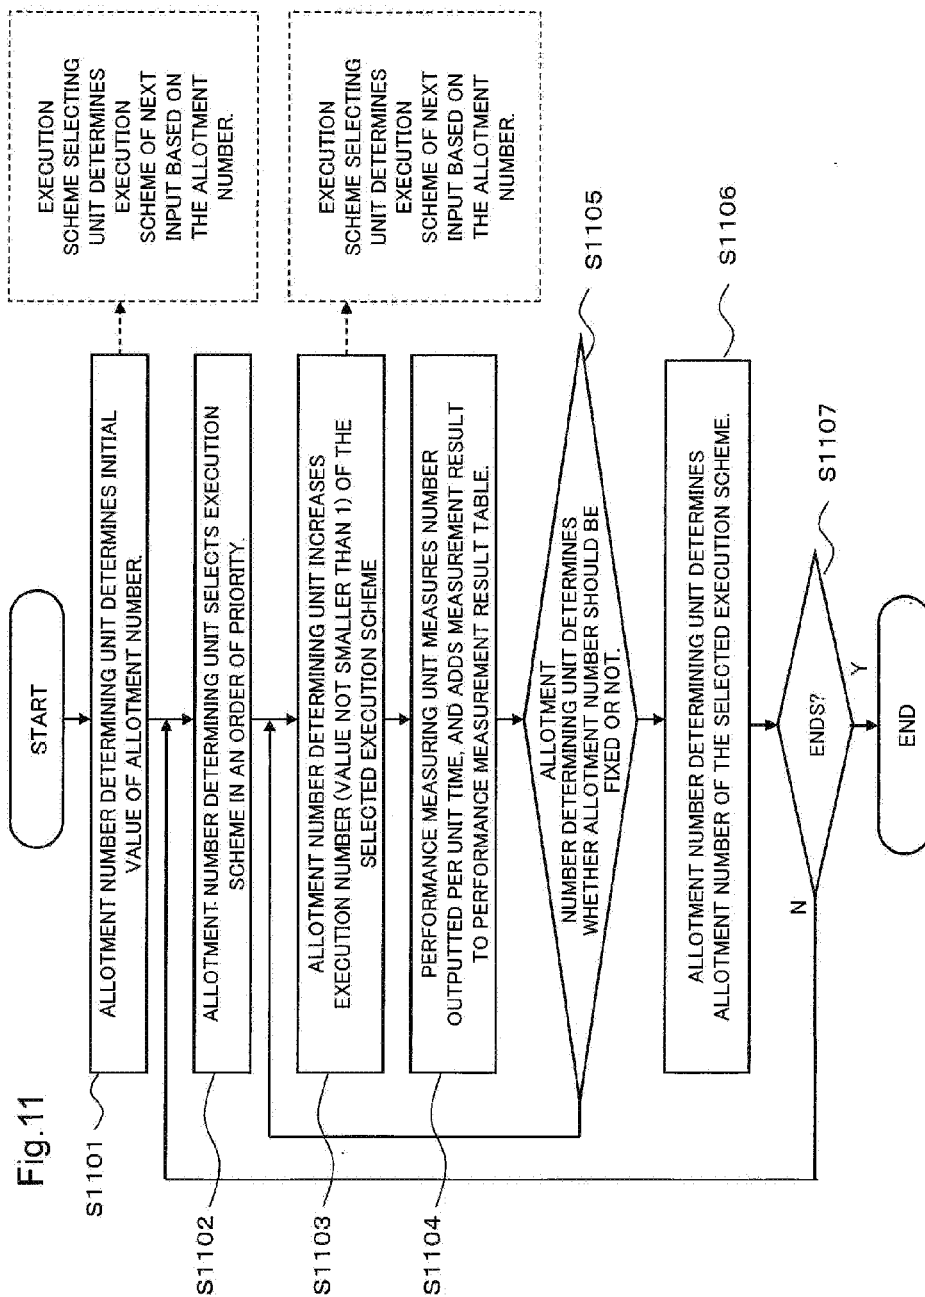 Fig.11
START
S1101
ALLOTMENT NUMBER DETERMINING UNIT DETERMINES INITIAL
VALUE OF ALLOTMENT NUMBER.
EXECUTION
SCHEME SELECTING
UNIT DETERMINES
EXECUTION
SCHEME OF NEXT
INPUT BASED ON
THE ALLOTMENT
NUMBER.
S1102
ALLOTMENT NUMBER DETERMINING UNIT SELECTS EXECUTION
SCHEME IN AN ORDER OF PRIORITY.
S1103
ALLOTMENT NUMBER DETERMINING UNIT INCREASES
EXECUTION NUMBER (VALUE NOT SMALLER THAN 1) OF THE
SELECTED EXECUTION SCHEME
EXECUTION
SCHEME SELECTING
UNIT DETERMINES
EXECUTION
SCHEME OF NEXT
INPUT BASED ON
THE ALLOTMENT
NUMBER.
S1104
PERFORMANCE MEASURING UNIT MEASURES NUMBER
OUTPUTTED PER UNIT TIME, AND ADDS MEASUREMENT RESULT
TO PERFORMANCE MEASUREMENT RESULT TABLE.
ALLOTMENT
NUMBER DETERMINING UNIT DETERMINES
WHETHER ALLOTMENT NUMBER SHOULD BE
FIXED OR NOT.
S1105
ALLOTMENT NUMBER DETERMINING UNIT DETERMINES
ALLOTMENT NUMBER OF THE SELECTED EXECUTION SCHEME.
S1106
ENDS?
S1107
N
Y
END